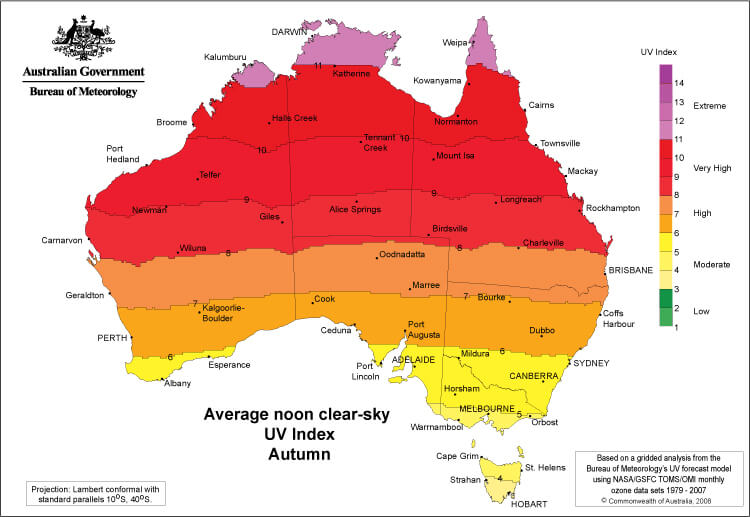 Australian Government
Bureau of Meteorology
DARWIN
Kalumburu
Weipa
UV Index
11
Katherine
Kowanyama
14
13
12
11
10
9
8
7
6
5
4
3
2
1
Extreme
Very High
High
Moderate
Low
Cairns
Halls Creek
Normanton
Broome
10
Tennant
Creek
10
Townsville
Port
Hedland
Mount Isa
Mackay
Telfer
9
9
Newman
Alice Springs
Longreach
Rockhampton
Giles
Birdsville
Carnarvon
Wiluna
8
8
Charleville
Oodnadatta
BRISBANE
Geraldton
Marree
7
Bourke
7
Cook
Kalgoorlie-
Boulder
Coffs
Harbour
Ceduna
Port
Augusta
Dubbo
PERTH
6
6
Esperance
Mildura
SYDNEY
Port
Lincoln
ADELAIDE
Albany
CANBERRA
Horsham
MELBOURNE
5
Orbost
Warrnambool
Average noon clear-sky
UV Index
Autumn
Cape Grim
St. Helens
4
Strahan
HOBART
Projection: Lambert conformal with
standard parallels 10ºS, 40ºS.
Based on a gridded analysis from the
Bureau of Meteorology's UV forecast model
using NASA/GSFC TOMS/OMI monthly
ozone data sets 1979 - 2007
© Commonwealth of Australia, 2008